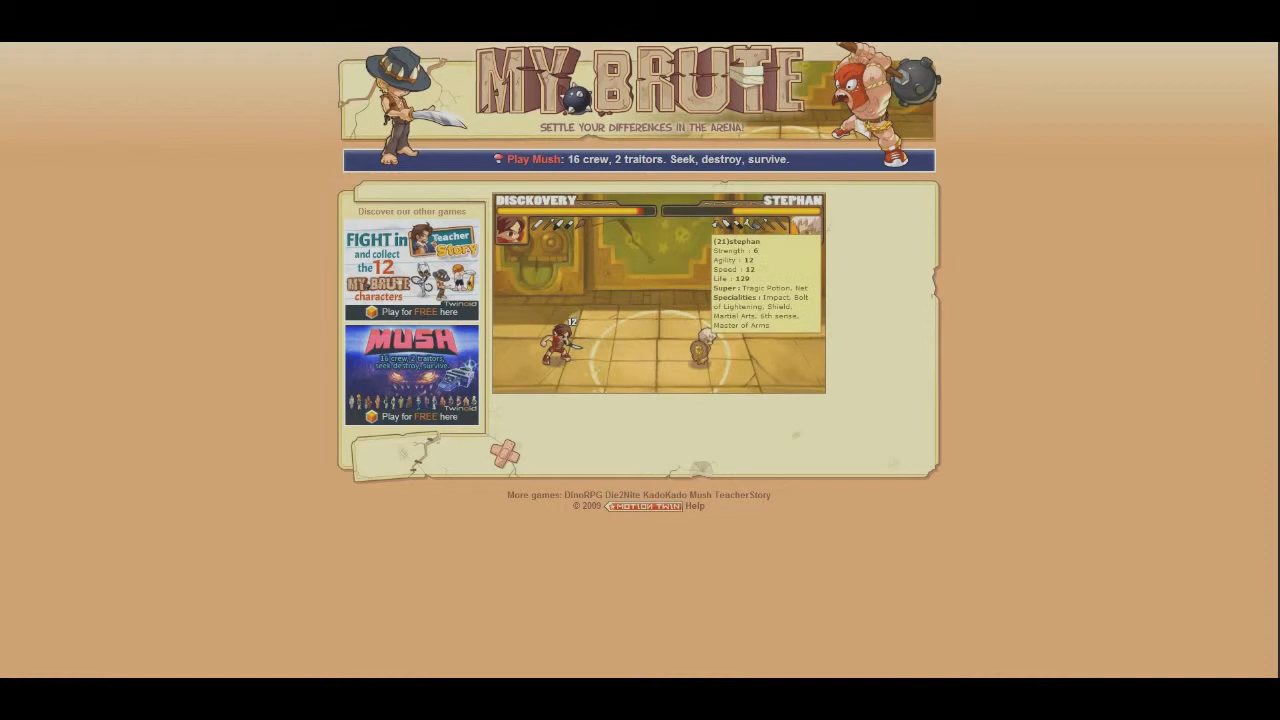 MY BRUTE
SETTLE YOUR DIFFERENCES IN THE ARENA!
Play Mush: 16 crew, 2 traitors. Seek, destroy, survive.
Discover our other games
FIGHT in
and collect
the 12
MY BRUTE
characters
Teacher
Story
Twinoid
Play for FREE here
MUSH
16 crew, 2 traitors,
seek, destroy, survive.
Twinoid
Play for FREE here
DISCKOVERY
STEPHAN
(21)stephan
Strength : 6
Agility : 12
Speed : 12
Life : 129
Super : Tragic Potion, Net
Specialities : Impact, Bolt
of Lightening, Shield,
Martial Arts, 6th sense,
Master of Arms
12
More games: DinoRPG Die2Nite KadoKado Mush TeacherStory
© 2009 MOTION TWIN Help